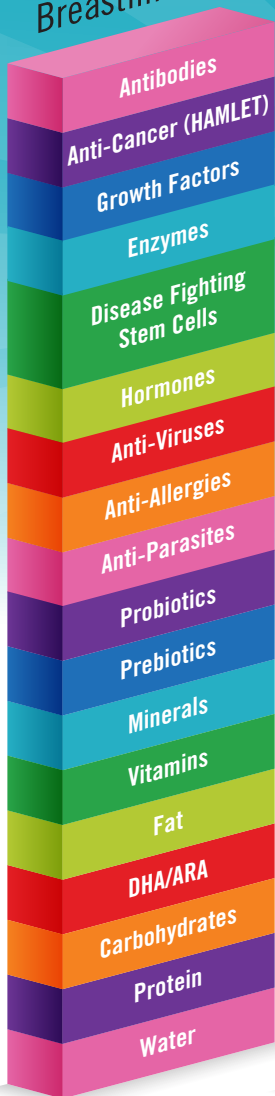 Antibodies
Anti-Cancer (HAMLET)
Growth Factors
Enzymes
Disease Fighting
Stem Cells
Hormones
Anti-Viruses
Anti-Allergies
Anti-Parasites
Probiotics
Prebiotics
Minerals
Vitamins
Fat
DHA/ARA
Carbohydrates
Protein
Water